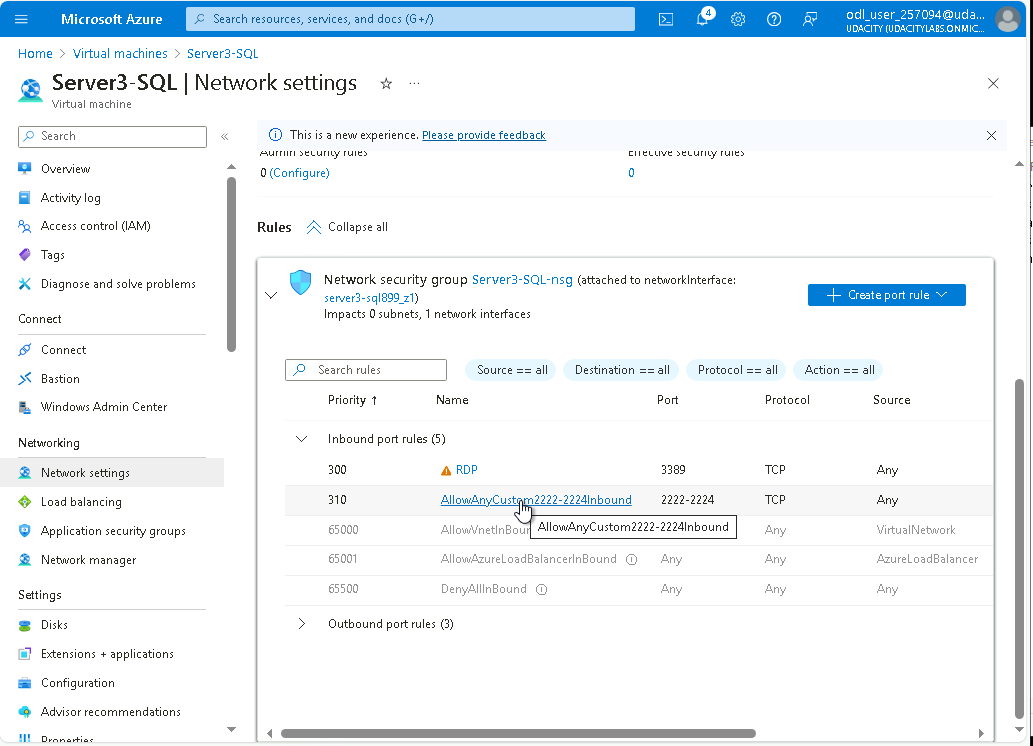 Microsoft Azure
Search resources, services, and docs (G+/)
4
odl_user_257094@uda...
UDACITY (UDACITYLABS.ONMIC...
Home > Virtual machines > Server3-SQL
Server3-SQL | Network settings
Virtual machine
Search
Overview
Activity log
Access control (IAM)
Tags
Diagnose and solve problems
Connect
Connect
Bastion
Windows Admin Center
Networking
Network settings
Load balancing
Application security groups
Network manager
Settings
Disks
Extensions + applications
Configuration
Advisor recommendations
Properties
This is a new experience. Please provide feedback
Admin security rules
0 (Configure)
Effective security rules
0
Rules
Collapse all
Network security group Server3-SQL-nsg (attached to networkInterface:
server3-sql899_z1)
Impacts 0 subnets, 1 network interfaces
Create port rule
Search rules
Source == all
Destination == all
Protocol == all
Action == all
Priority ↑ Name Port Protocol Source
Inbound port rules (5)
300 RDP 3389 TCP Any
310 AllowAnyCustom2222-2224Inbound 2222-2224 TCP Any
AllowAnyCustom2222-2224Inbound
65000 AllowVnetInBoun Any VirtualNetwork
65001 AllowAzureLoadBalancerInBound Any Any AzureLoadBalancer
65500 DenyAllInBound Any Any Any
Outbound port rules (3)